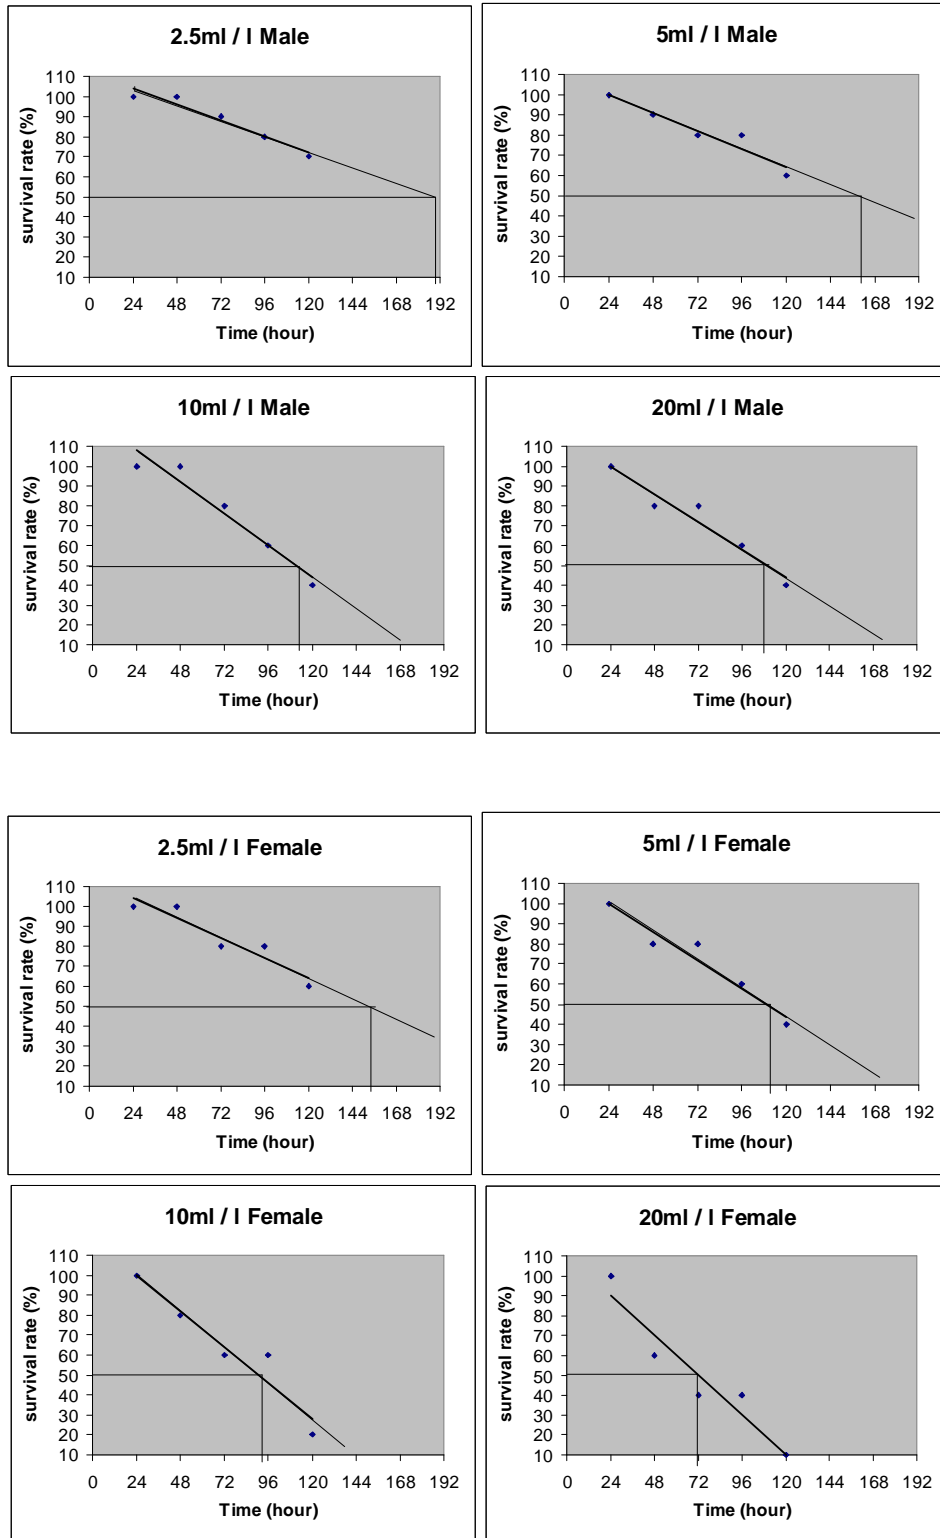 2.5ml / l Male
survival rate (%)
110
100
90
80
70
60
50
40
30
20
10
0 24 48 72 96 120 144 168 192
Time (hour)
5ml / l Male
survival rate (%)
110
100
90
80
70
60
50
40
30
20
10
0 24 48 72 96 120 144 168 192
Time (hour)
10ml / l Male
survival rate (%)
110
100
90
80
70
60
50
40
30
20
10
0 24 48 72 96 120 144 168 192
Time (hour)
20ml / l Male
survival rate (%)
110
100
90
80
70
60
50
40
30
20
10
0 24 48 72 96 120 144 168 192
Time (hour)
2.5ml / l Female
survival rate (%)
110
100
90
80
70
60
50
40
30
20
10
0 24 48 72 96 120 144 168 192
Time (hour)
5ml / l Female
survival rate (%)
110
100
90
80
70
60
50
40
30
20
10
0 24 48 72 96 120 144 168 192
Time (hour)
10ml / l Female
survival rate (%)
110
100
90
80
70
60
50
40
30
20
10
0 24 48 72 96 120 144 168 192
Time (hour)
20ml / l Female
survival rate (%)
110
100
90
80
70
60
50
40
30
20
10
0 24 48 72 96 120 144 168 192
Time (hour)